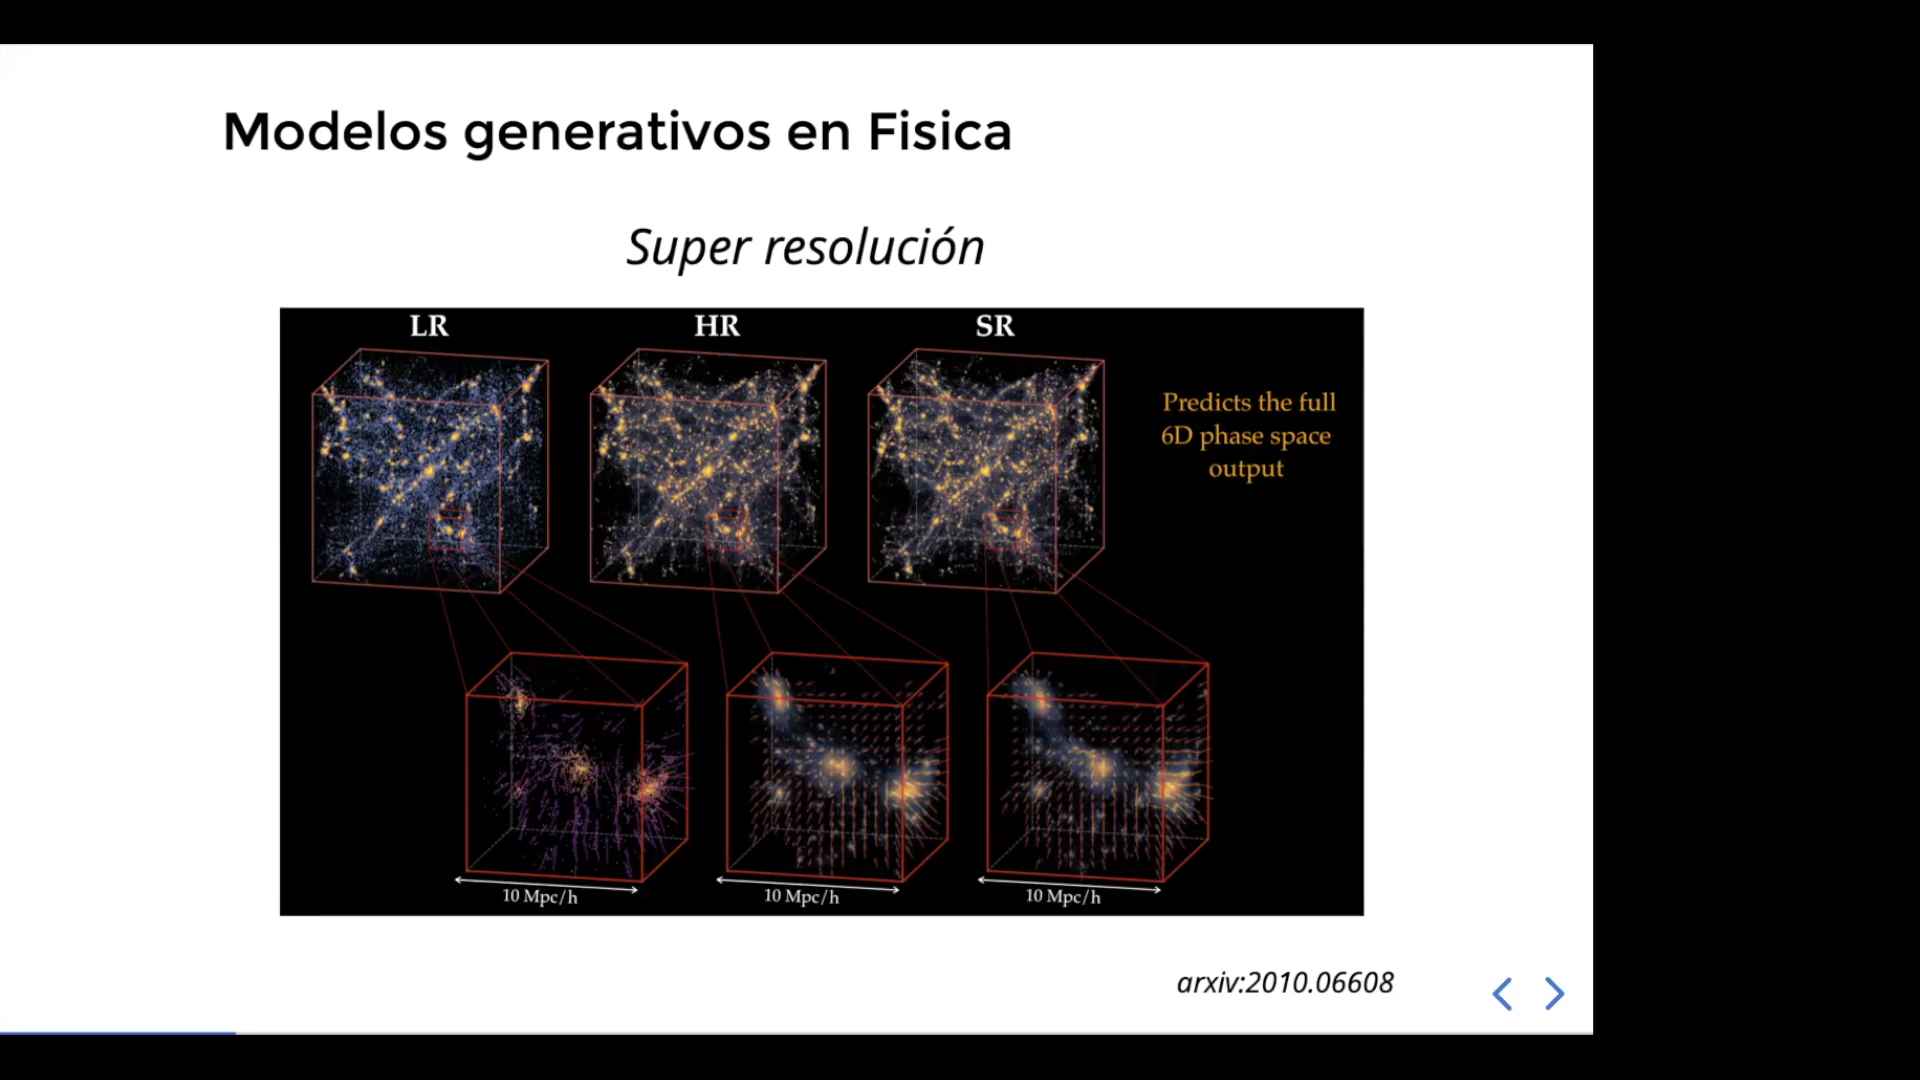 Modelos generativos en Fisica
Super resolución
LR HR SR
Predicts the full
6D phase space
output
10 Mpc/h 10 Mpc/h 10 Mpc/h
arxiv:2010.06608